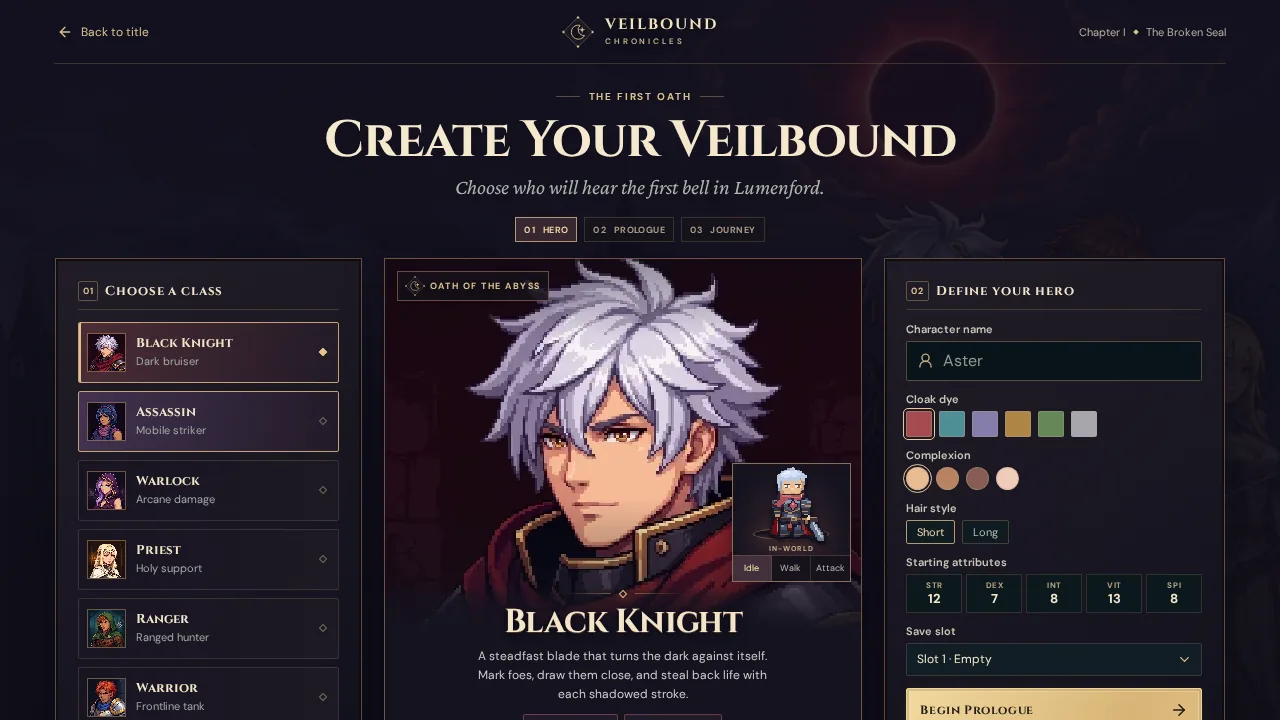 Back to title
VEILBOUND
CHRONICLES
Chapter I ◆ The Broken Seal
THE FIRST OATH
CREATE YOUR VEILBOUND
Choose who will hear the first bell in Lumenford.
01 HERO
02 PROLOGUE
03 JOURNEY
01 CHOOSE A CLASS
BLACK KNIGHT
Dark bruiser
ASSASSIN
Mobile striker
WARLOCK
Arcane damage
PRIEST
Holy support
RANGER
Ranged hunter
WARRIOR
Frontline tank
OATH OF THE ABYSS
IN-WORLD
Idle Walk Attack
BLACK KNIGHT
A steadfast blade that turns the dark against itself.
Mark foes, draw them close, and steal back life with
each shadowed stroke.
02 DEFINE YOUR HERO
Character name
Aster
Cloak dye
Complexion
Hair style
Short Long
Starting attributes
STR DEX INT VIT SPI
12 7 8 13 8
Save slot
Slot 1 · Empty
BEGIN PROLOGUE